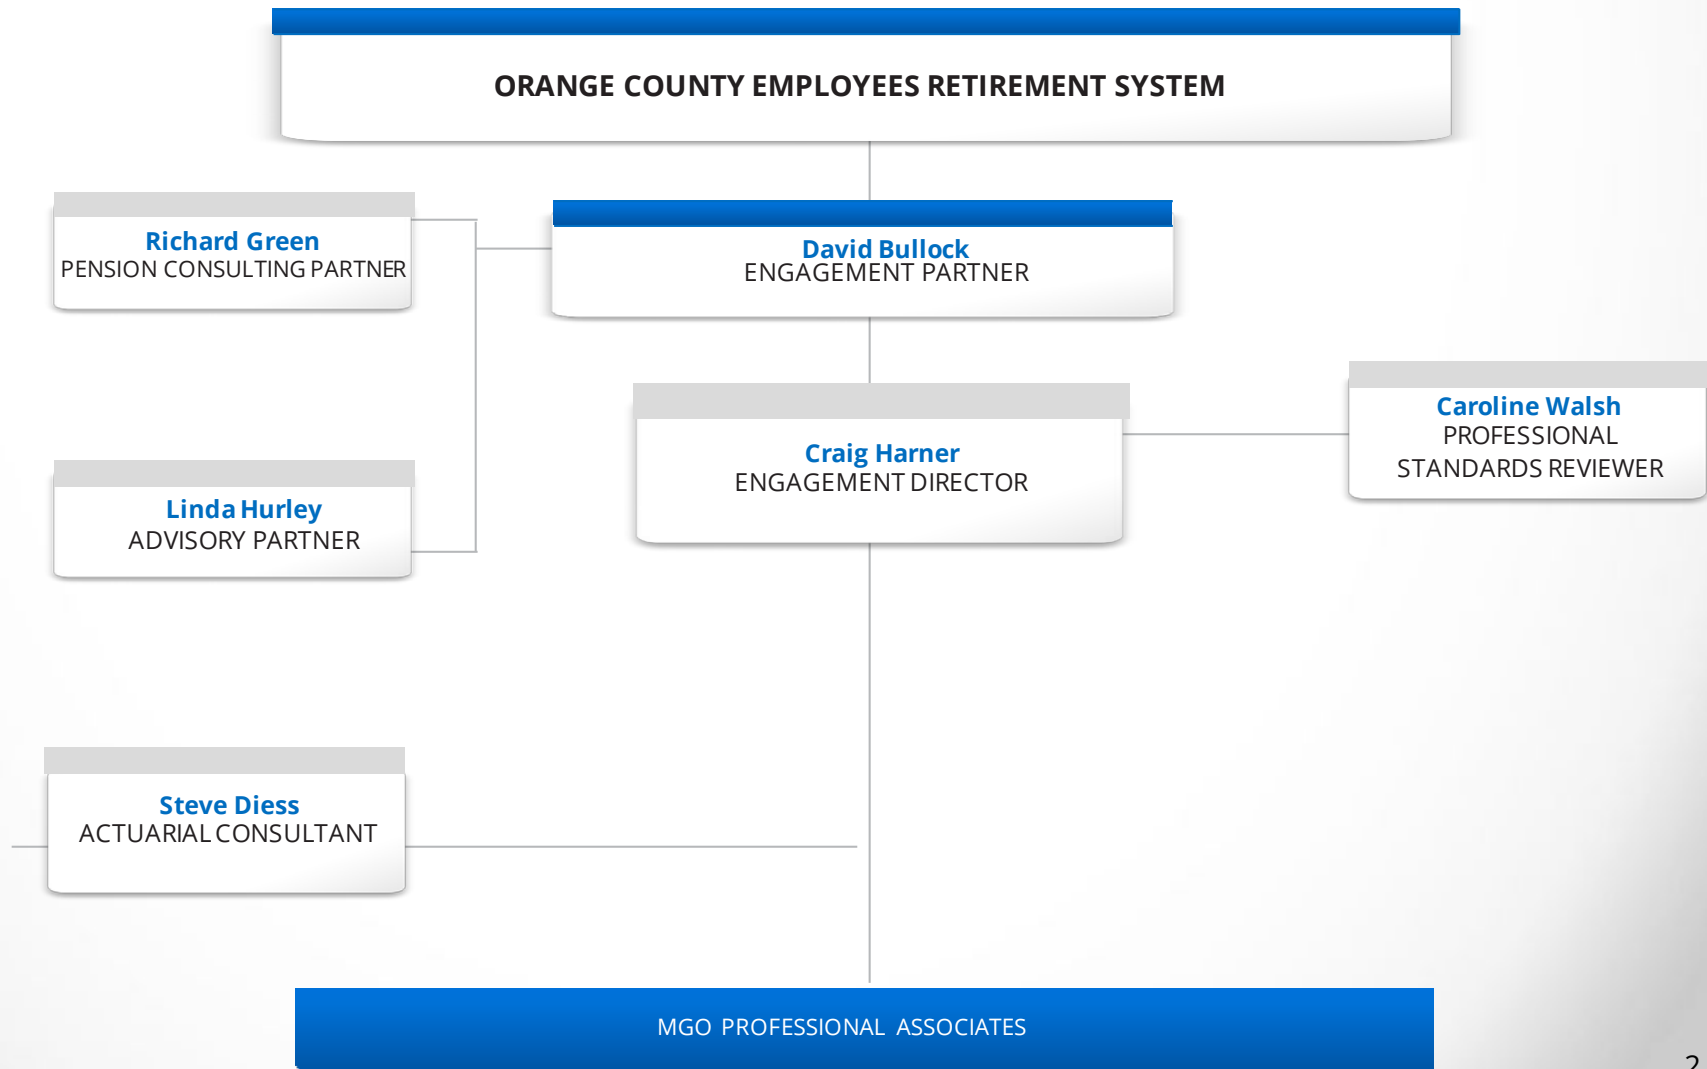 ORANGE COUNTY EMPLOYEES RETIREMENT SYSTEM
Richard Green
PENSION CONSULTING PARTNER
David Bullock
ENGAGEMENT PARTNER
Craig Harner
ENGAGEMENT DIRECTOR
Caroline Walsh
PROFESSIONAL
STANDARDS REVIEWER
Linda Hurley
ADVISORY PARTNER
Steve Diess
ACTUARIAL CONSULTANT
MGO PROFESSIONAL ASSOCIATES
2